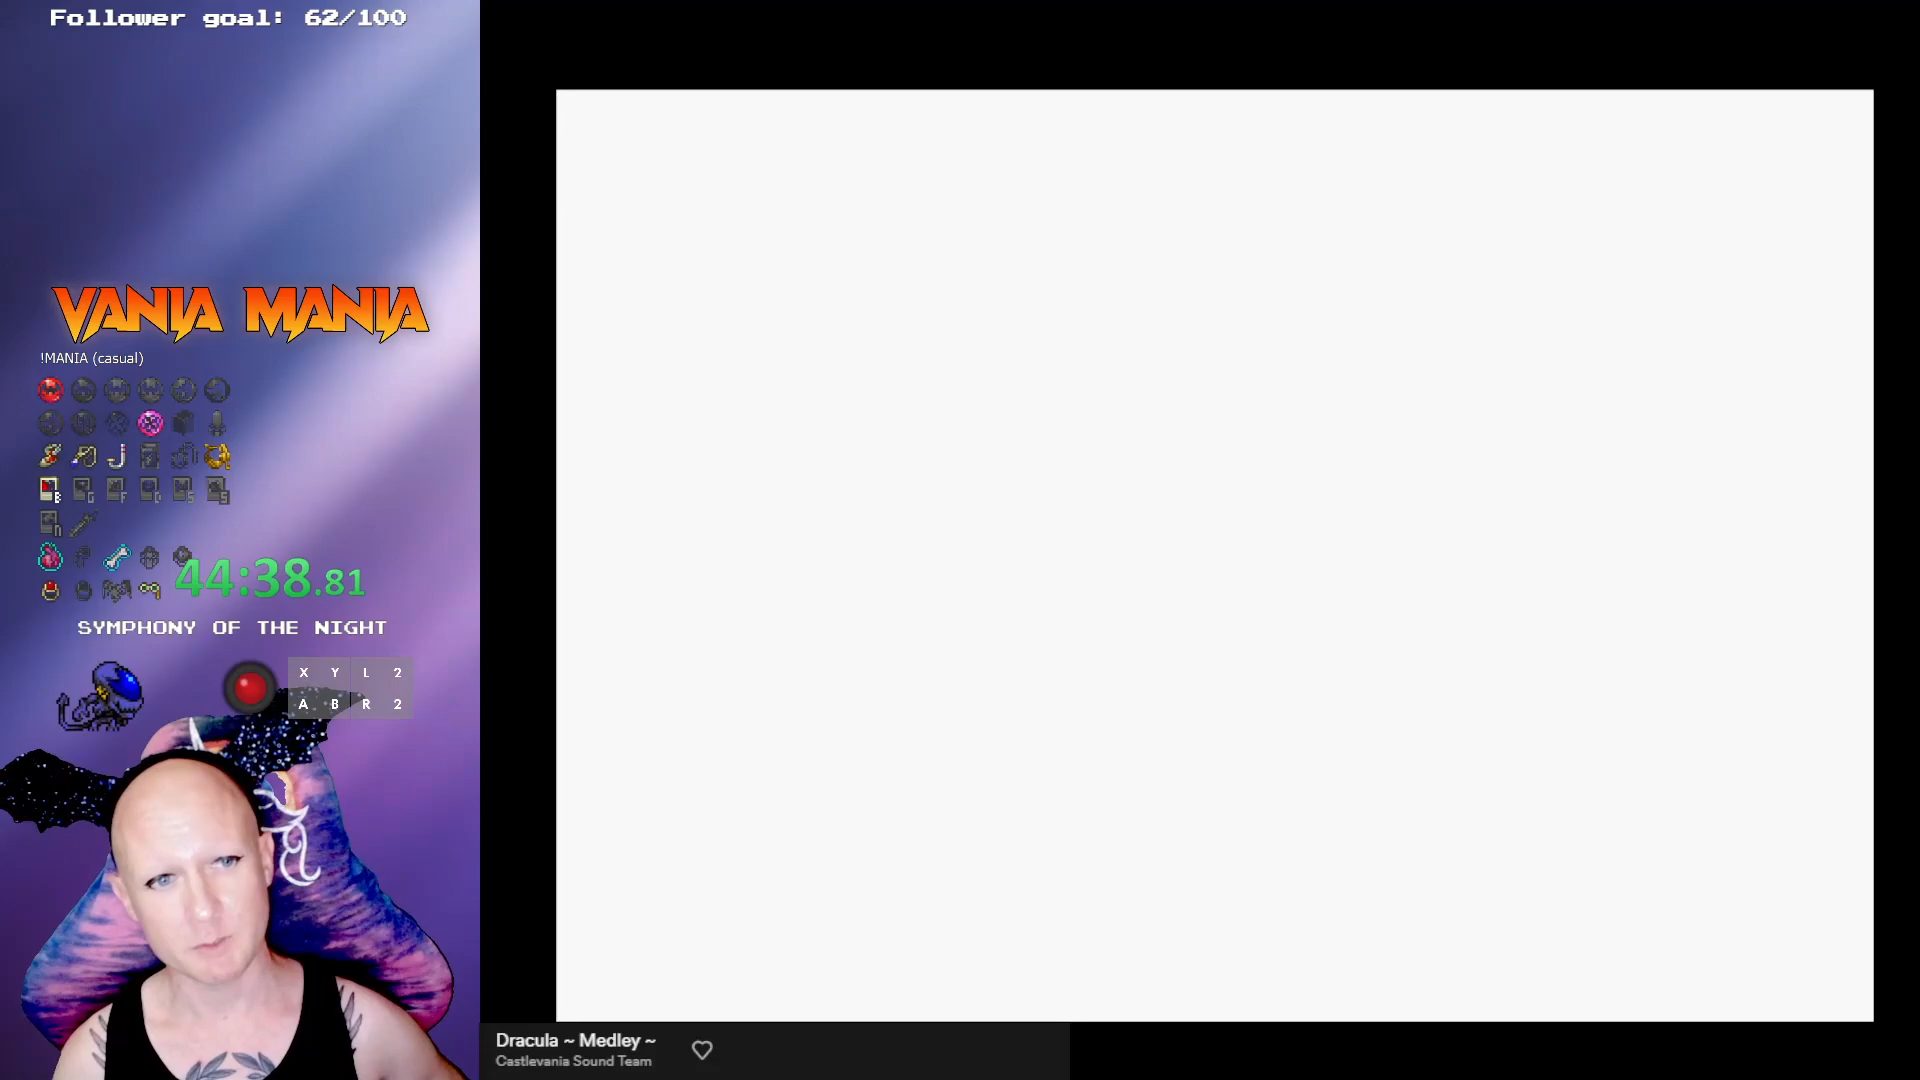 Follower goal: 62/100
VANIA MANIA
!MANIA (casual)
44:38.81
SYMPHONY OF THE NIGHT
X Y L 2
A B R 2
Dracula ~ Medley ~
Castlevania Sound Team